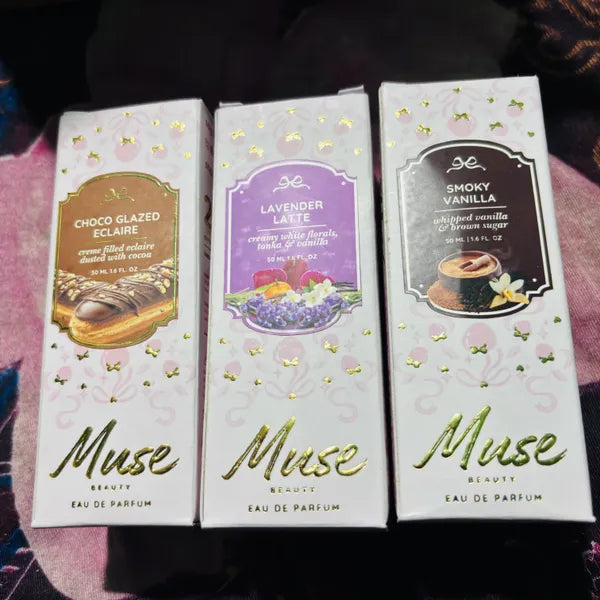 CHOCO GLAZED
ECLAIRE
creme filled eclaire
dusted with cocoa
50 ML 1.6 FL. OZ
Muse
BEAUTY
EAU DE PARFUM
LAVENDER
LATTE
creamy white florals,
tonka & vanilla
50 ML 1.6 FL. OZ
Muse
BEAUTY
EAU DE PARFUM
SMOKY
VANILLA
whipped vanilla
& brown sugar
50 ML | 1.6 FL. OZ
Muse
BEAUTY
EAU DE PARFUM